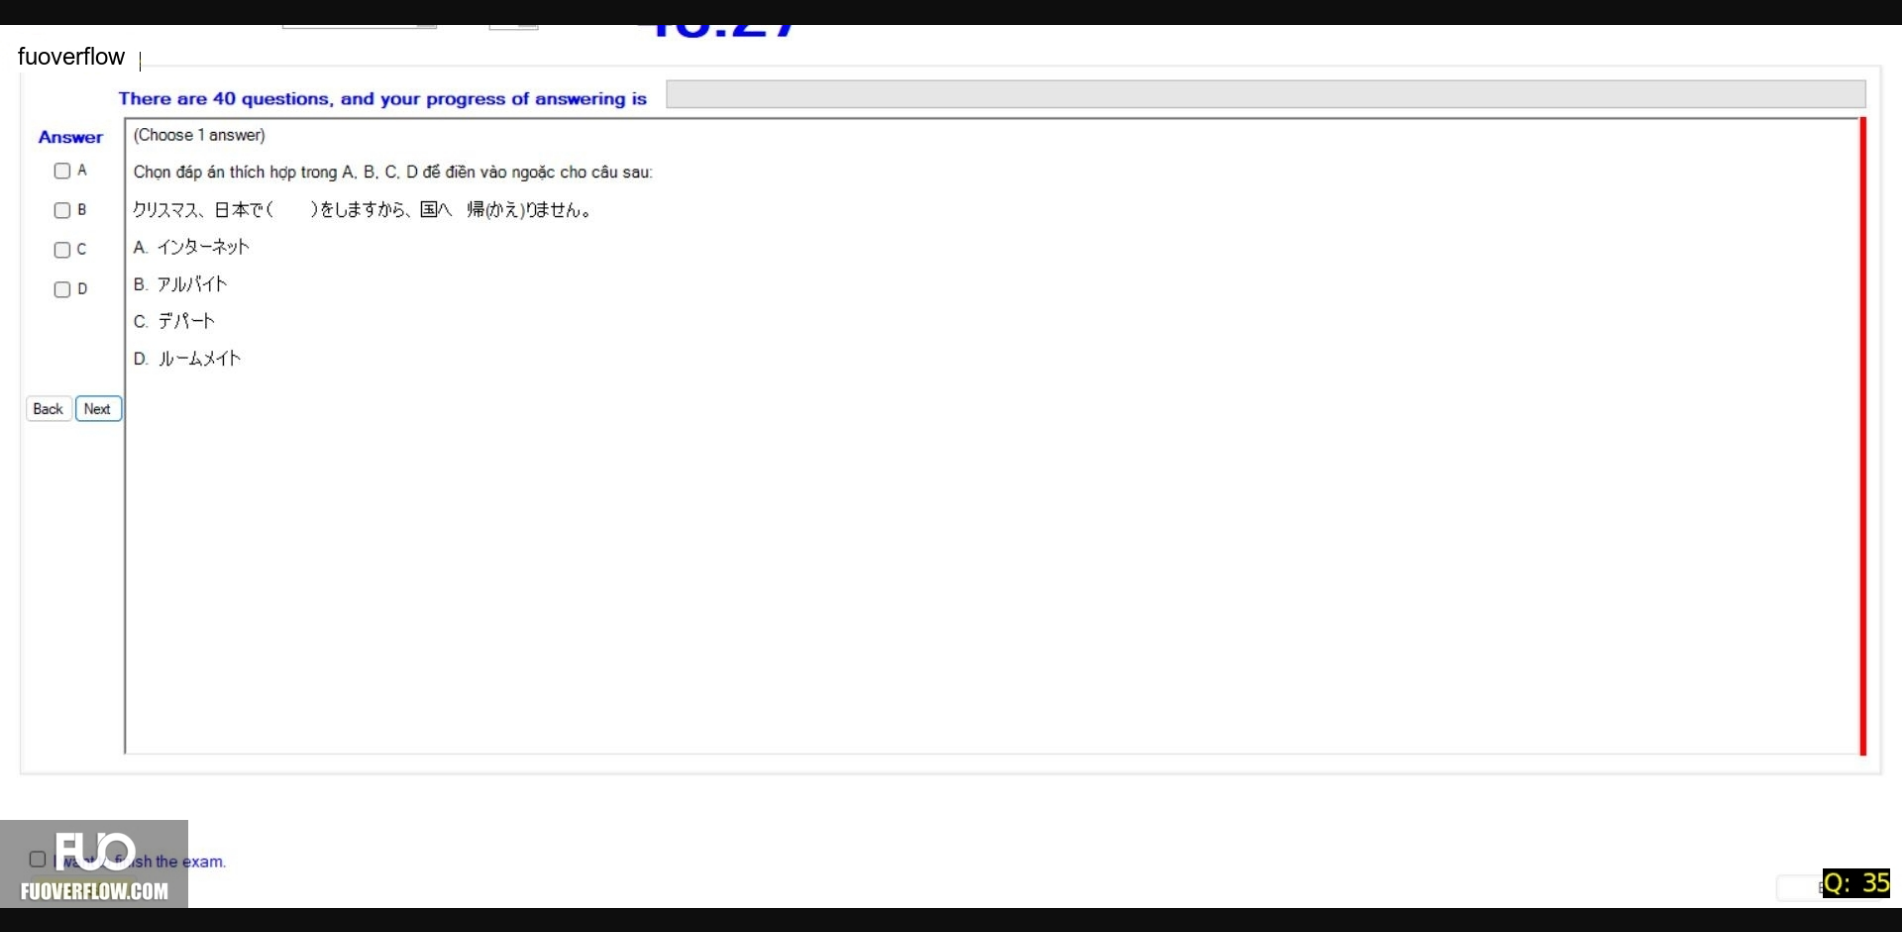 fuoverflow
There are 40 questions, and your progress of answering is
Answer
(Choose 1 answer)
A
Chọn đáp án thích hợp trong A, B, C, D để điền vào ngoặc cho câu sau:
B
クリスマス、日本で(　　)をしますから、国へ　帰(かえ)りません。
C
A. インターネット
D
B. アルバイト
C. デパート
D. ルームメイト
Back
Next
FUO
sh the exam.
FUOVERFLOW.COM
Q: 35